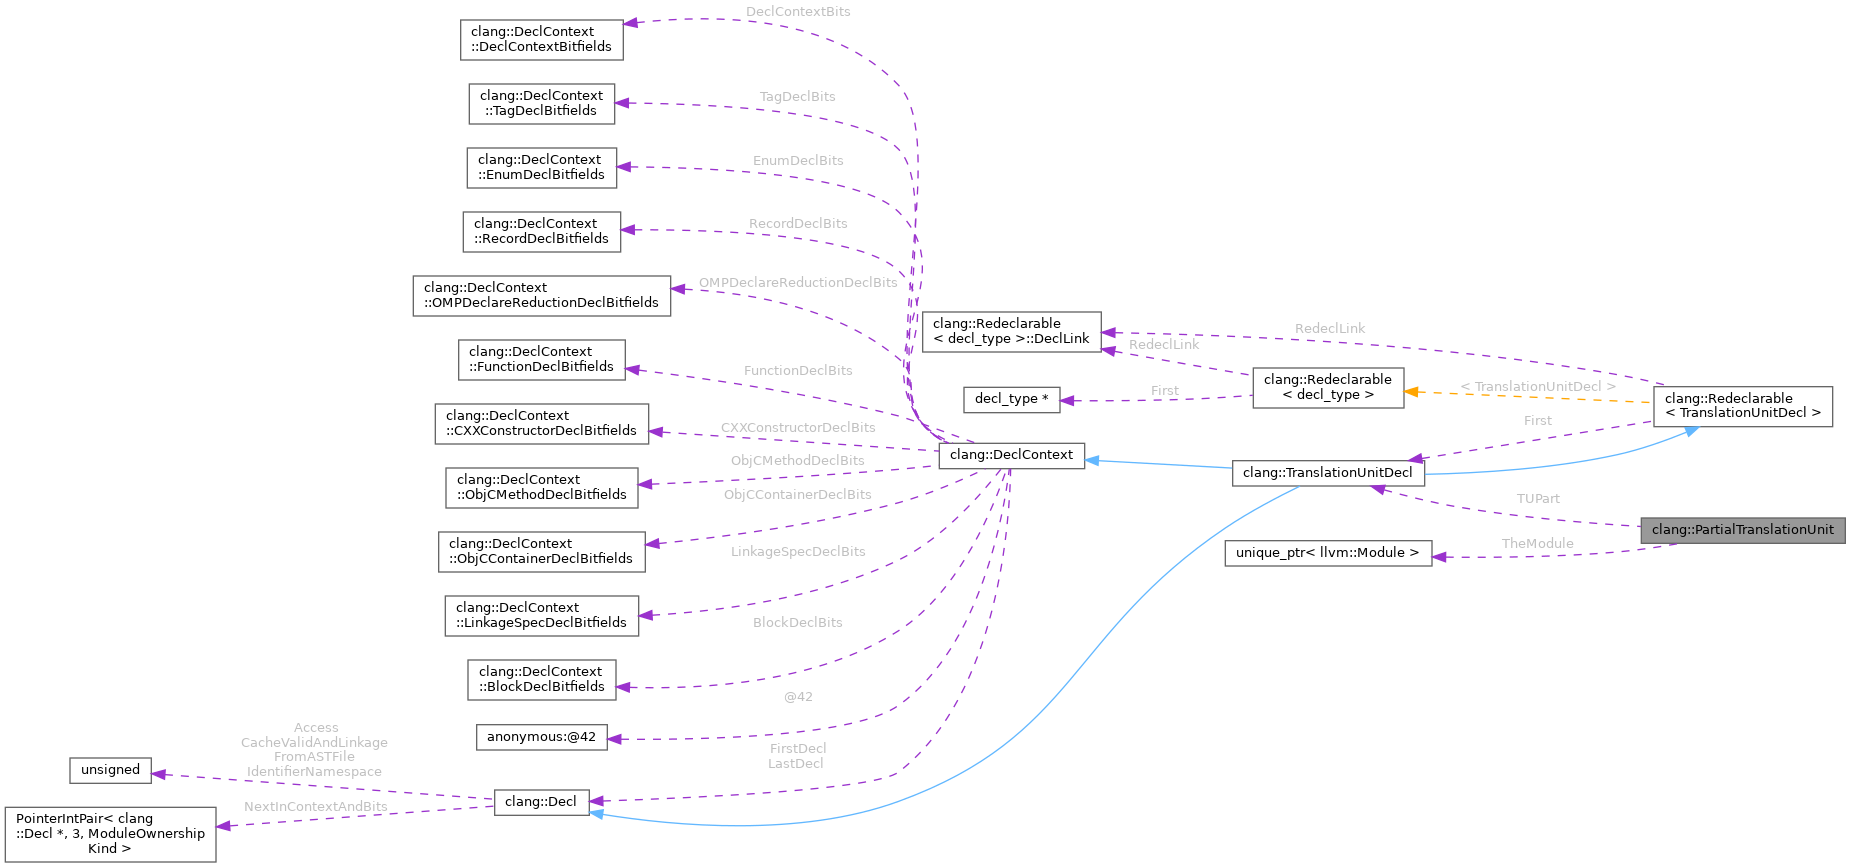 DeclContextBits
clang::DeclContext
::DeclContextBitfields
TagDeclBits
clang::DeclContext
::TagDeclBitfields
EnumDeclBits
clang::DeclContext
::EnumDeclBitfields
RecordDeclBits
clang::DeclContext
::RecordDeclBitfields
OMPDeclareReductionDeclBits
clang::DeclContext
::OMPDeclareReductionDeclBitfields
clang::Redeclarable
< decl_type >::DeclLink
RedeclLink
RedeclLink
clang::DeclContext
::FunctionDeclBitfields
FunctionDeclBits
clang::Redeclarable
< decl_type >
< TranslationUnitDecl >
clang::Redeclarable
< TranslationUnitDecl >
decl_type *
First
First
clang::DeclContext
::CXXConstructorDeclBitfields
CXXConstructorDeclBits
clang::DeclContext
ObjCMethodDeclBits
clang::TranslationUnitDecl
clang::DeclContext
::ObjCMethodDeclBitfields
ObjCContainerDeclBits
TUPart
clang::PartialTranslationUnit
clang::DeclContext
::ObjCContainerDeclBitfields
LinkageSpecDeclBits
unique_ptr< llvm::Module >
TheModule
clang::DeclContext
::LinkageSpecDeclBitfields
BlockDeclBits
clang::DeclContext
::BlockDeclBitfields
@42
anonymous:@42
FirstDecl
LastDecl
Access
CacheValidAndLinkage
FromASTFile
IdentifierNamespace
unsigned
clang::Decl
NextInContextAndBits
PointerIntPair< clang
::Decl *, 3, ModuleOwnership
Kind >